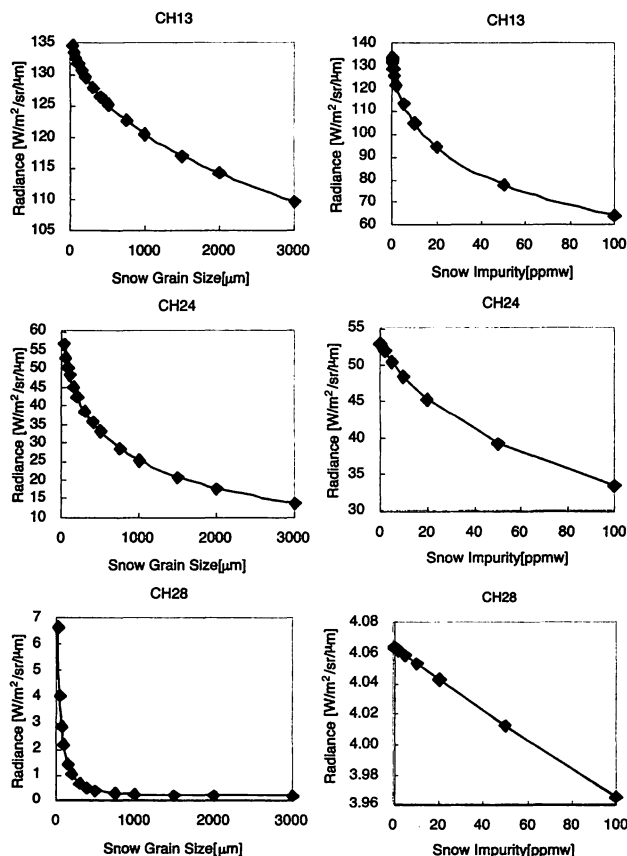 CH13
Radiance [W/m²/sr/µm]
135
130
125
120
115
110
105
0 1000 2000 3000
Snow Grain Size[µm]
CH13
Radiance [W/m²/sr/µm]
140
130
120
110
100
90
80
70
60
0 20 40 60 80 100
Snow Impurity[ppmw]
CH24
Radiance [W/m²/sr/µm]
60
55
50
45
40
35
30
25
20
15
10
0 1000 2000 3000
Snow Grain Size[µm]
CH24
Radiance [W/m²/sr/µm]
55
50
45
40
35
30
0 20 40 60 80 100
Snow Impurity[ppmw]
CH28
Radiance [W/m²/sr/µm]
7
6
5
4
3
2
1
0
0 1000 2000 3000
Snow Grain Size[µm]
CH28
Radiance [W/m²/sr/µm]
4.08
4.06
4.04
4.02
4.00
3.98
3.96
0 20 40 60 80 100
Snow Impurity[ppmw]